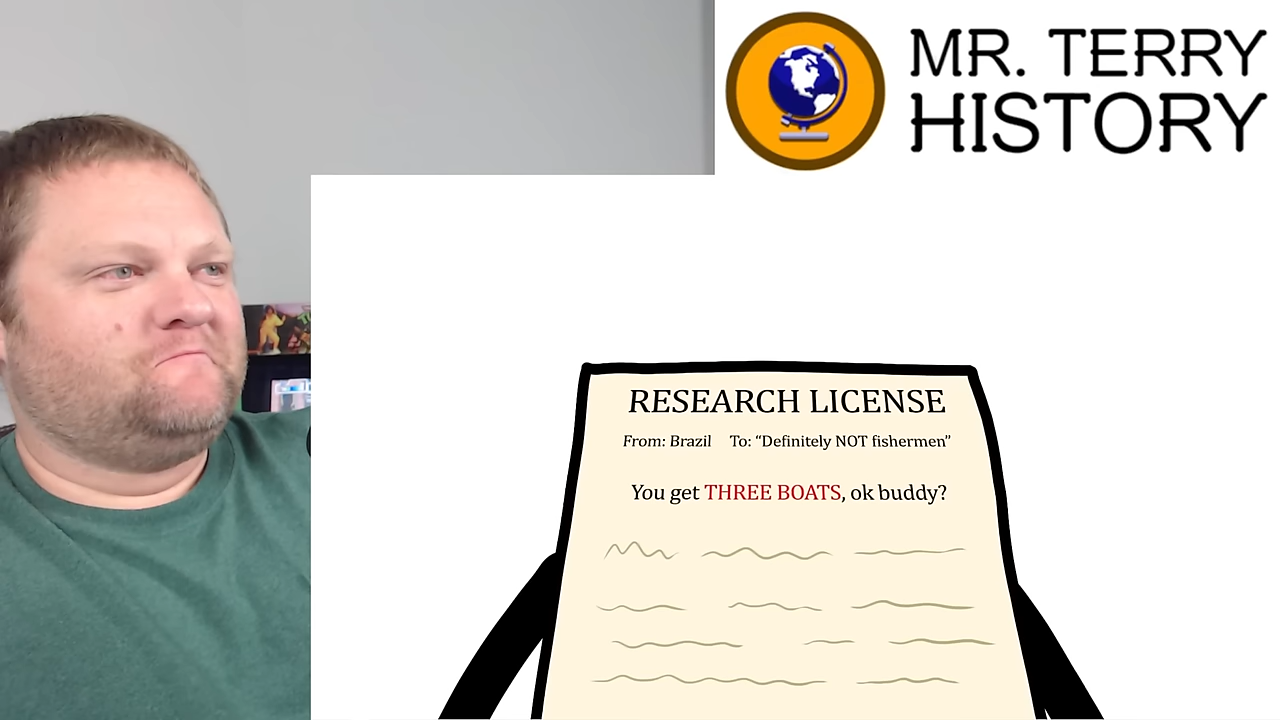 MR. TERRY
HISTORY
RESEARCH LICENSE
From: Brazil To: “Definitely NOT fishermen”
You get THREE BOATS, ok buddy?